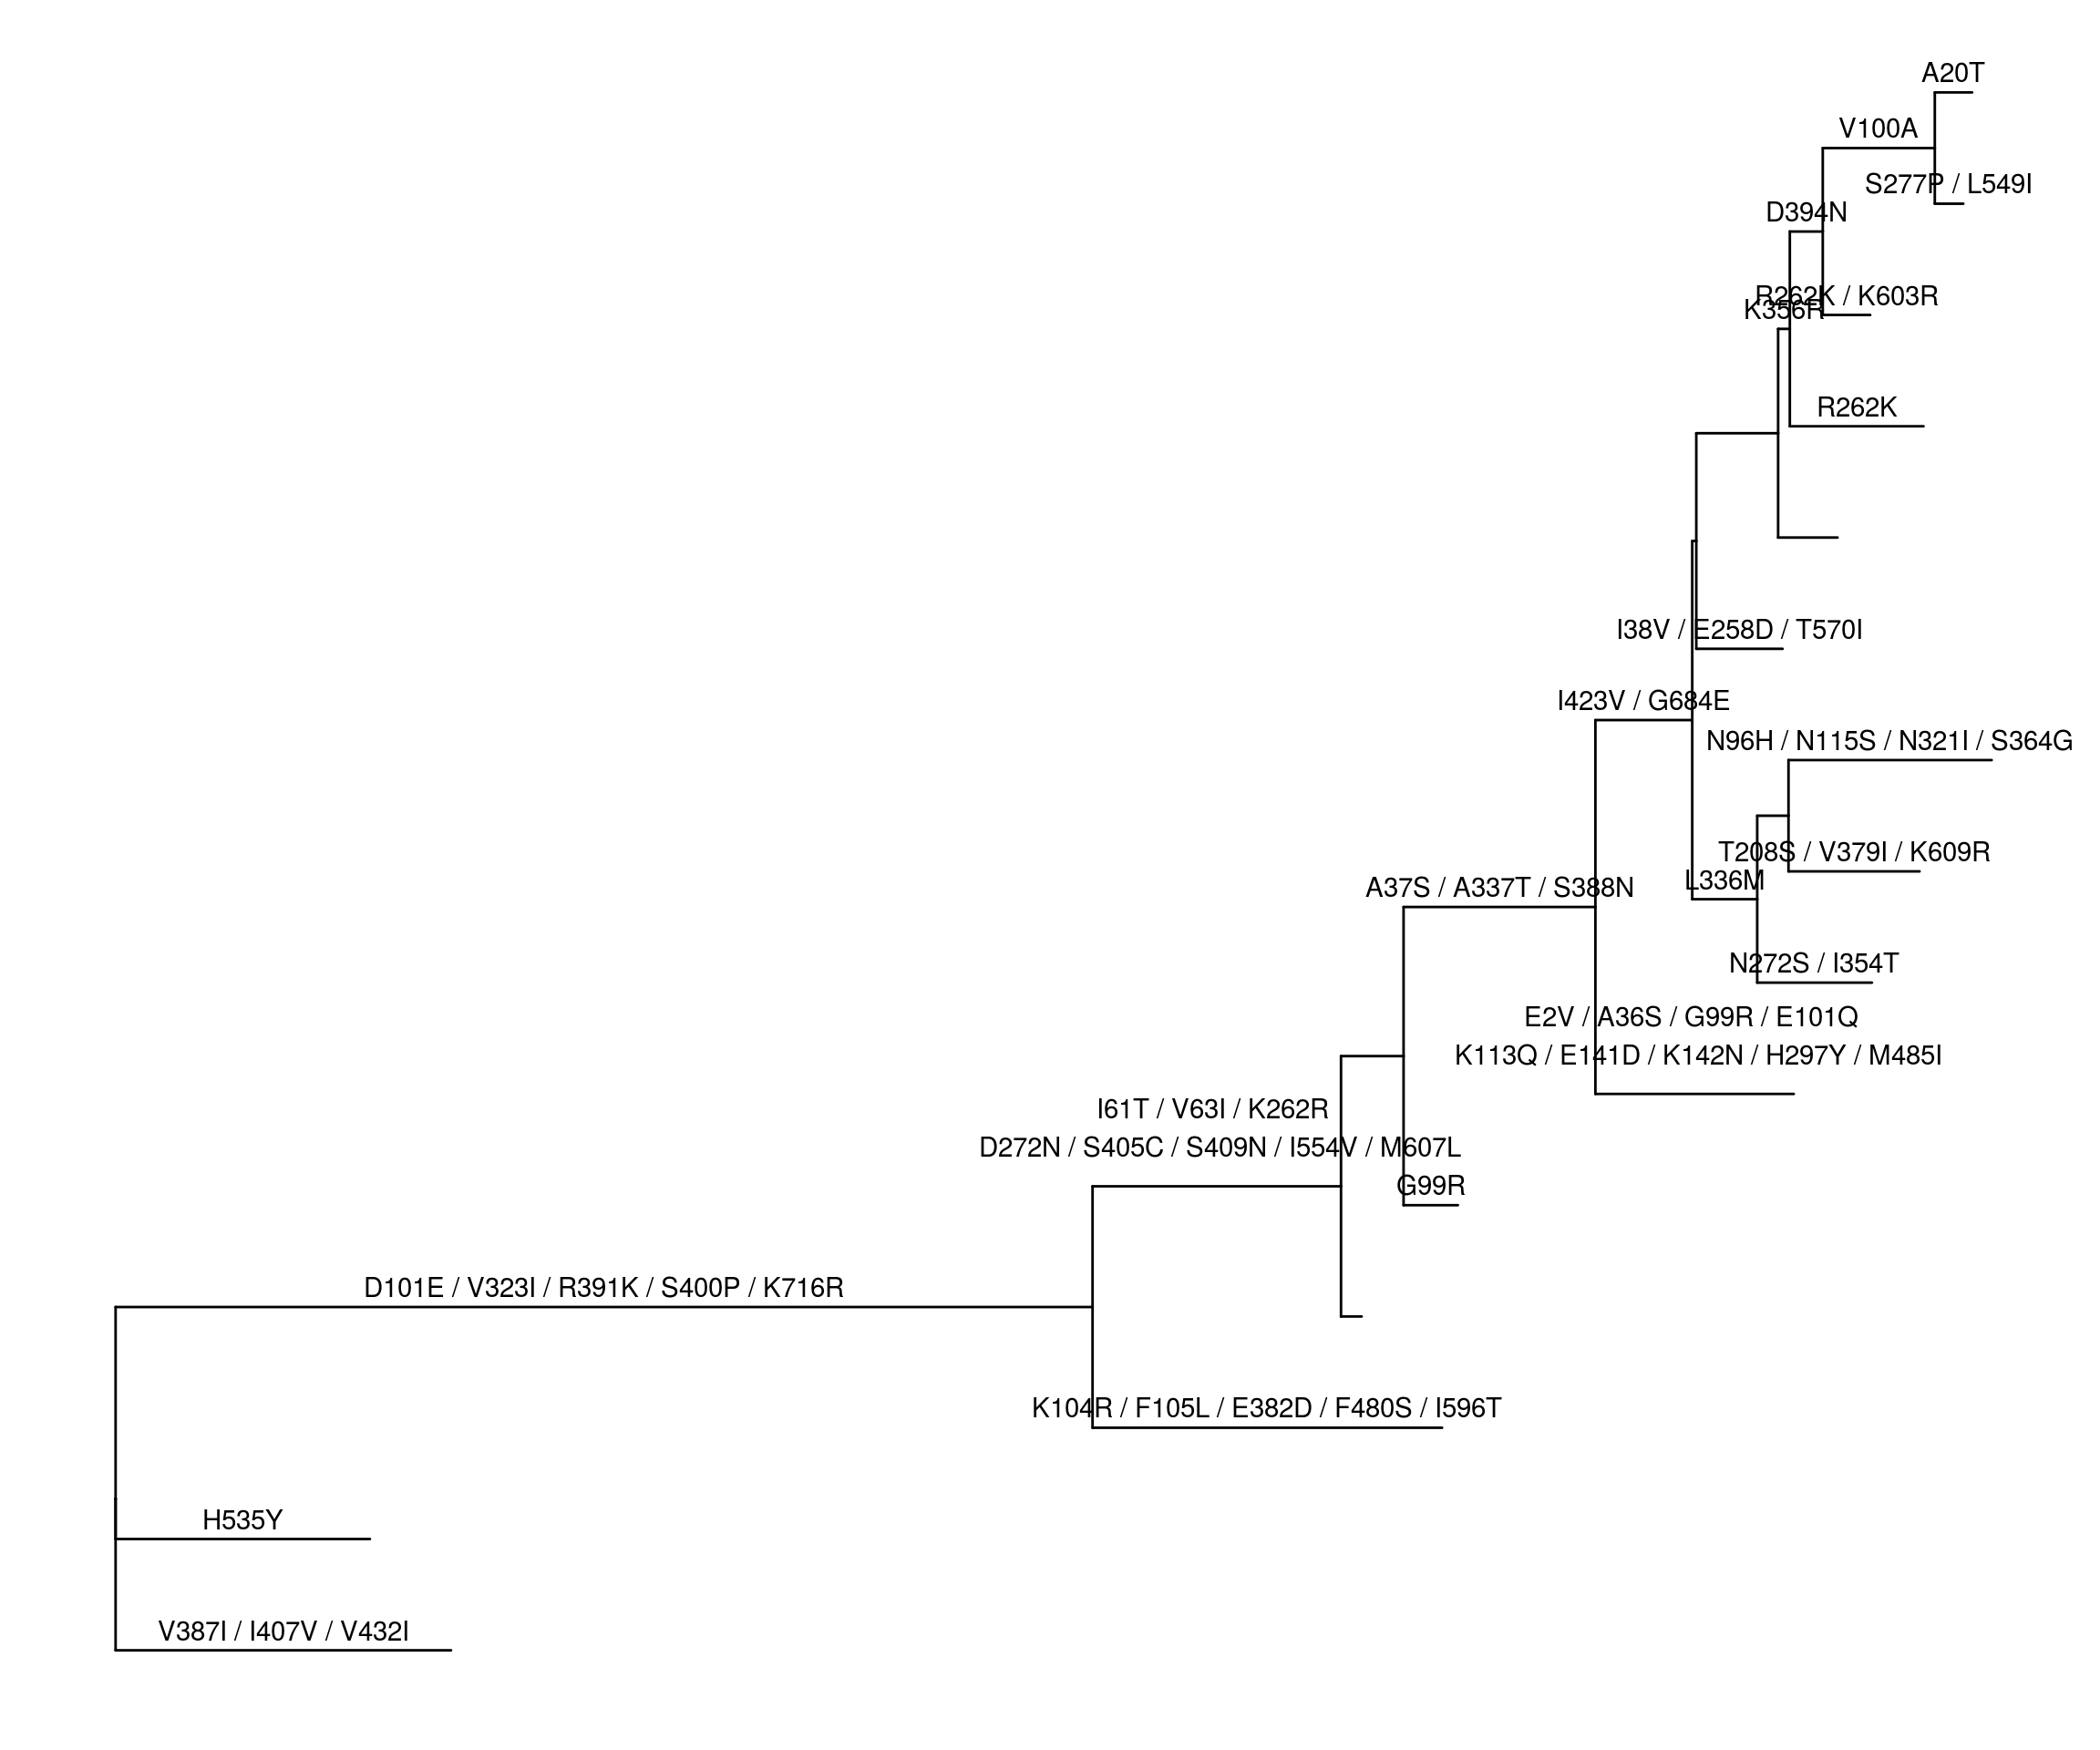 A20T
V100A
S277P / L549I
D394N
R262K / K603R
K356R
R262K
I38V / E258D / T570I
I423V / G684E
N96H / N115S / N321I / S364G
T208S / V379I / K609R
L336M
A37S / A337T / S388N
N272S / I354T
E2V / A36S / G99R / E101Q
K113Q / E141D / K142N / H297Y / M485I
I61T / V63I / K262R
D272N / S405C / S409N / I554V / M607L
G99R
D101E / V323I / R391K / S400P / K716R
K104R / F105L / E382D / F480S / I596T
H535Y
V387I / I407V / V432I